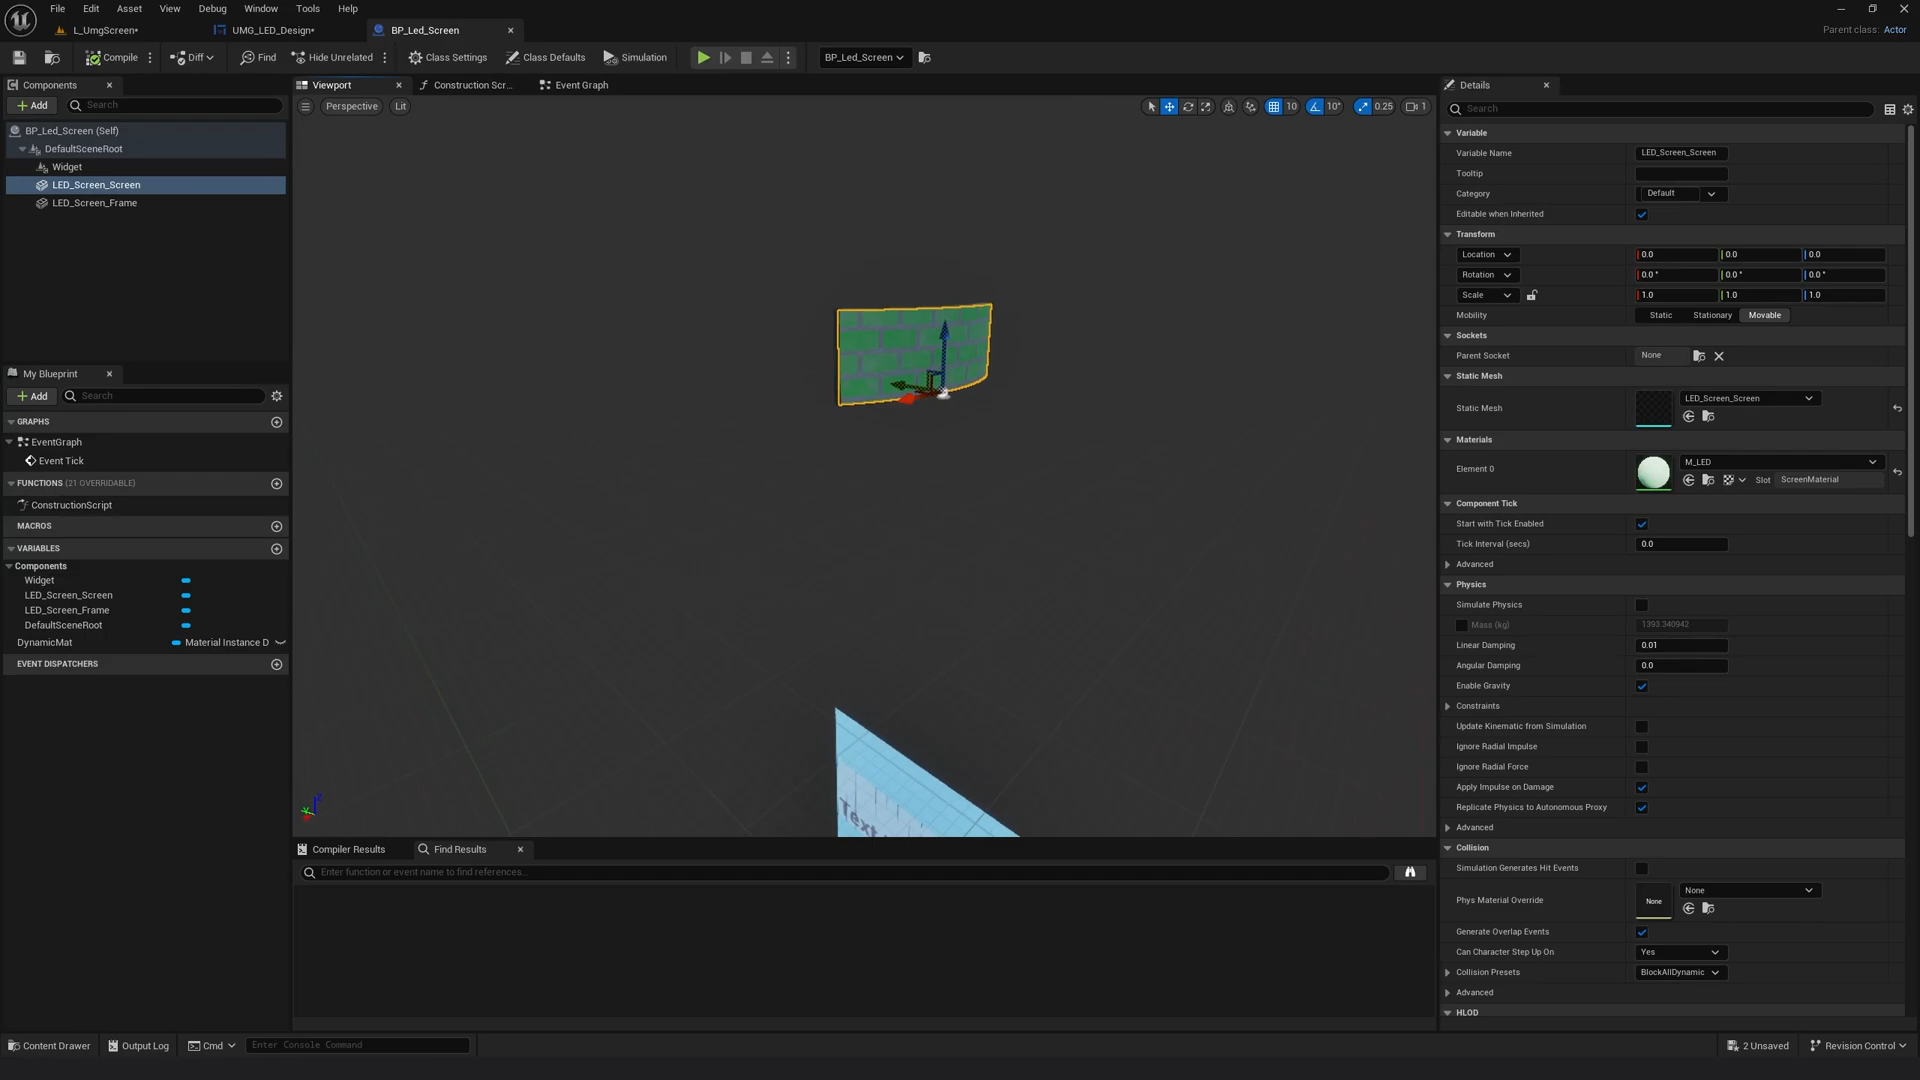 File Edit Asset View Debug Window Tools Help
L_UmgScreen* UMG_LED_Design* BP_Led_Screen
Parent class: Actor
Compile Diff Find Hide Unrelated Class Settings Class Defaults Simulation BP_Led_Screen
Components
Add Search
BP_Led_Screen (Self)
DefaultSceneRoot
Widget
LED_Screen_Screen
LED_Screen_Frame
My Blueprint
Add Search
GRAPHS
EventGraph
Event Tick
FUNCTIONS (21 OVERRIDABLE)
ConstructionScript
MACROS
VARIABLES
Components
Widget
LED_Screen_Screen
LED_Screen_Frame
DefaultSceneRoot
DynamicMat Material Instance D
EVENT DISPATCHERS
Viewport Construction Scr... Event Graph
Perspective Lit 10 10° 0.25 1
Text
Z
Compiler Results Find Results
Enter function or event name to find references...
Details
Search
Variable
Variable Name LED_Screen_Screen
Tooltip
Category Default
Editable when Inherited
Transform
Location 0.0 0.0 0.0
Rotation 0.0° 0.0° 0.0°
Scale 1.0 1.0 1.0
Mobility Static Stationary Movable
Sockets
Parent Socket None
Static Mesh
Static Mesh LED_Screen_Screen
Materials
Element 0 M_LED
Slot ScreenMaterial
Component Tick
Start with Tick Enabled
Tick Interval (secs) 0.0
Advanced
Physics
Simulate Physics
Mass (kg) 1393.340942
Linear Damping 0.01
Angular Damping 0.0
Enable Gravity
Constraints
Update Kinematic from Simulation
Ignore Radial Impulse
Ignore Radial Force
Apply Impulse on Damage
Replicate Physics to Autonomous Proxy
Advanced
Collision
Simulation Generates Hit Events
Phys Material Override None None
Generate Overlap Events
Can Character Step Up On Yes
Collision Presets BlockAllDynamic
Advanced
HLOD
Content Drawer Output Log Cmd Enter Console Command 2 Unsaved Revision Control